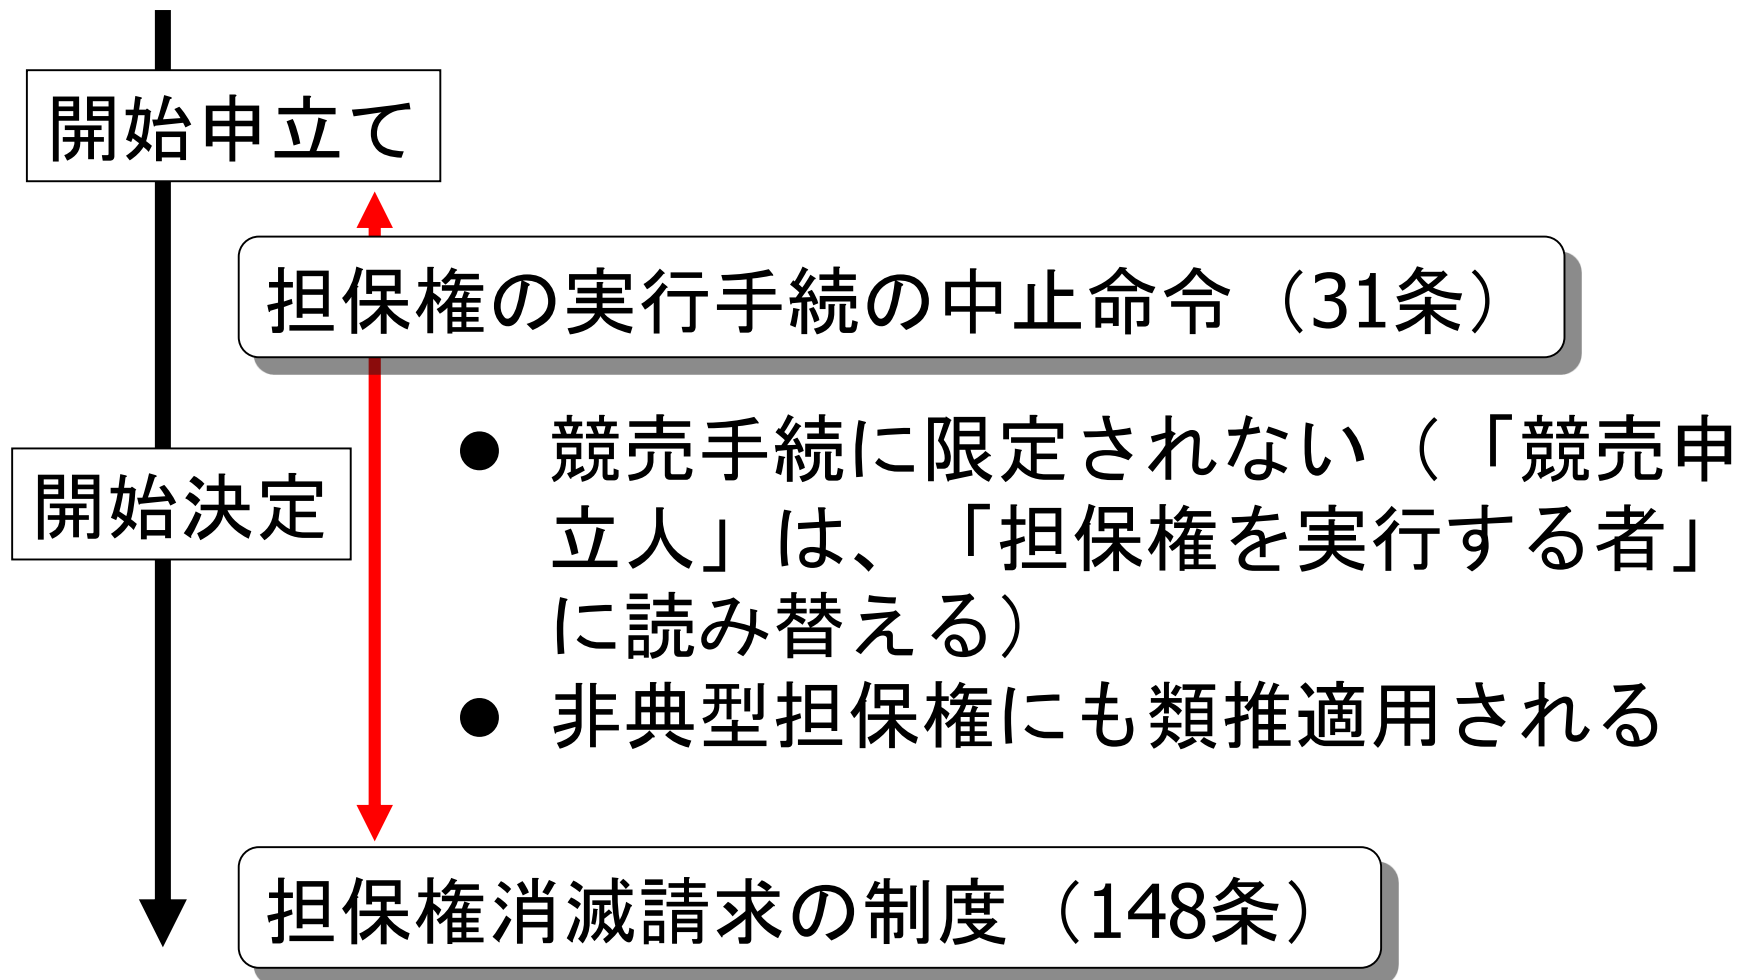 開始申立て
担保権の実行手続の中止命令（31条）
● 競売手続に限定されない（「競売申
立人」は、「担保権を実行する者」
に読み替える）
開始決定
● 非典型担保権にも類推適用される
担保権消滅請求の制度（148条）